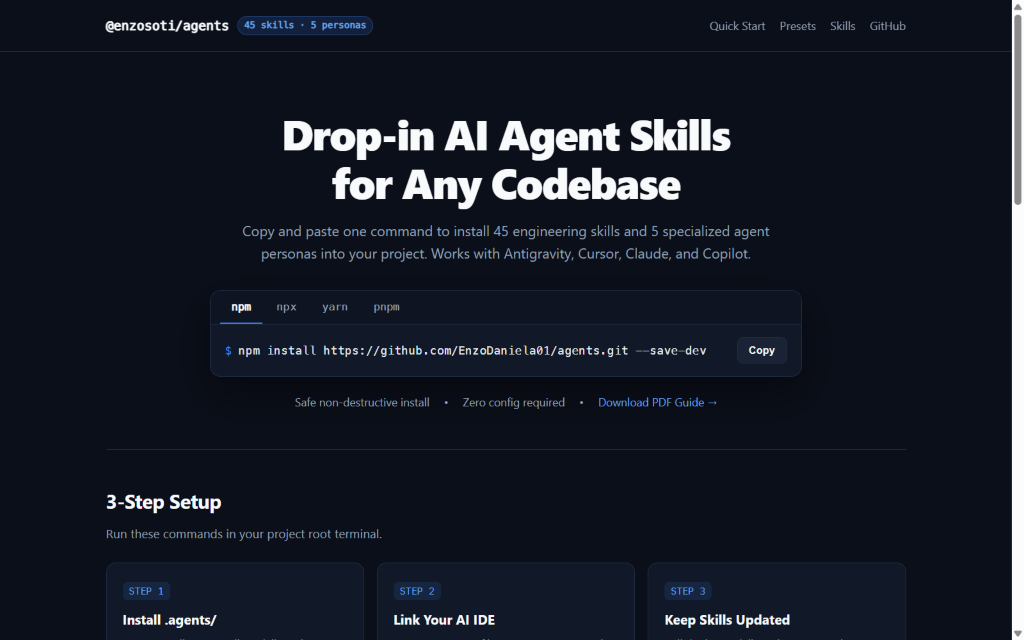 @enzosoti/agents 45 skills · 5 personas Quick Start Presets Skills GitHub
Drop-in AI Agent Skills
for Any Codebase
Copy and paste one command to install 45 engineering skills and 5 specialized agent
personas into your project. Works with Antigravity, Cursor, Claude, and Copilot.
npm npx yarn pnpm
$ npm install https://github.com/EnzoDaniela01/agents.git --save-dev Copy
Safe non-destructive install • Zero config required • Download PDF Guide →
3-Step Setup
Run these commands in your project root terminal.
STEP 1 STEP 2 STEP 3
Install .agents/ Link Your AI IDE Keep Skills Updated